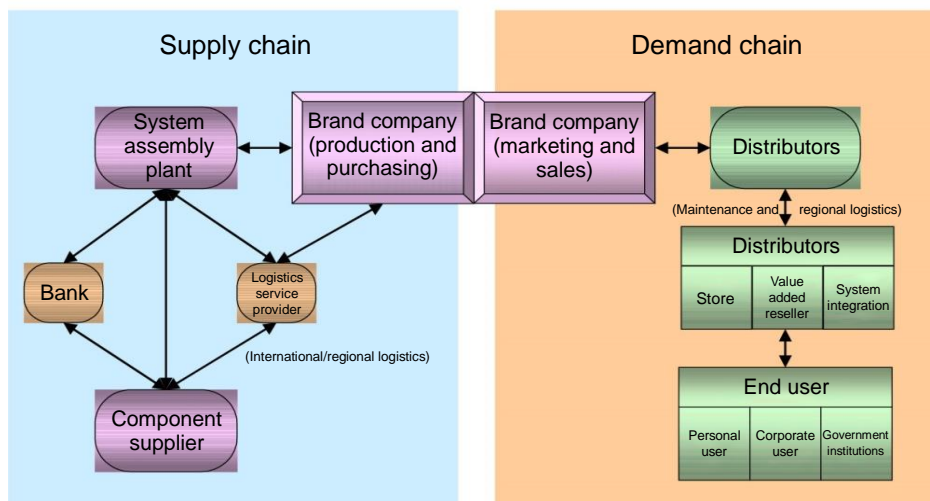 Supply chain
Demand chain
System
assembly
plant
Brand company
(production and
purchasing)
Brand company
(marketing and
sales)
Distributors
(Maintenance and regional logistics)
Distributors
Store
Value
added
reseller
System
integration
Bank
Logistics
service
provider
(International/regional logistics)
Component
supplier
End user
Personal
user
Corporate
user
Government
institutions